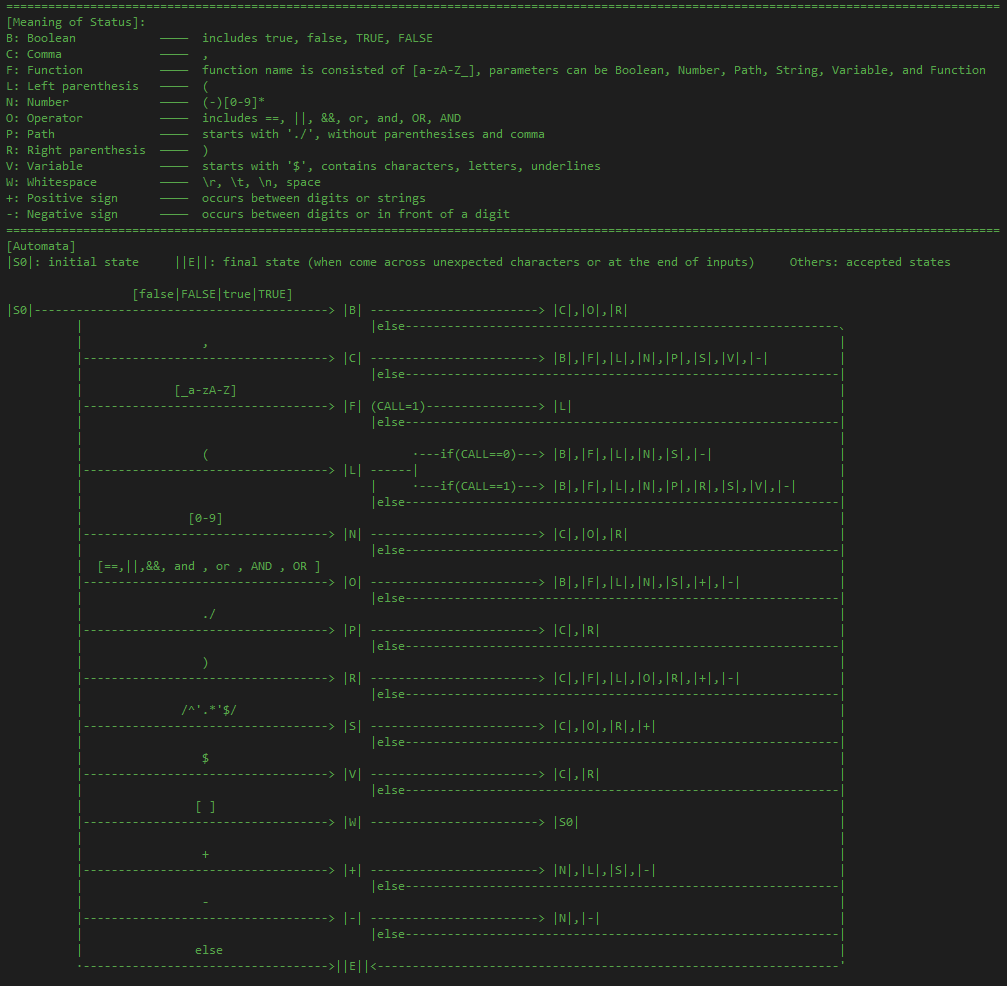 ==============================================================================================================================================
[Meaning of Status]:
B: Boolean            ————  includes true, false, TRUE, FALSE
C: Comma              ————  ,
F: Function           ————  function name is consisted of [a-zA-Z_], parameters can be Boolean, Number, Path, String, Variable, and Function
L: Left parenthesis   ————  (
N: Number             ————  (-)[0-9]*
O: Operator           ————  includes ==, ||, &&, or, and, OR, AND
P: Path               ————  starts with './', without parenthesises and comma
R: Right parenthesis  ————  )
V: Variable           ————  starts with '$', contains characters, letters, underlines
W: Whitespace         ————  \r, \t, \n, space
+: Positive sign      ————  occurs between digits or strings
-: Negative sign      ————  occurs between digits or in front of a digit
==============================================================================================================================================
[Automata]
|S0|: initial state     ||E||: final state (when come across unexpected characters or at the end of inputs)     Others: accepted states
[false|FALSE|true|TRUE]
|S0|------------------------------------------> |B| ------------------------> |C|,|O|,|R|
|else
,
-----------------------------------> |C| ------------------------> |B|,|F|,|L|,|N|,|P|,|S|,|V|,|-|
|else
[_a-zA-Z]
-----------------------------------> |F| (CALL=1)----------------> |L|
|else
( ·---if(CALL==0)---> |B|,|F|,|L|,|N|,|S|,|-|
-----------------------------------> |L| ------|
·---if(CALL==1)---> |B|,|F|,|L|,|N|,|P|,|R|,|S|,|V|,|-|
|else
[0-9]
-----------------------------------> |N| ------------------------> |C|,|O|,|R|
|else
[==,||,&&, and , or , AND , OR ]
-----------------------------------> |O| ------------------------> |B|,|F|,|L|,|N|,|S|,|+|,|-|
|else
./
-----------------------------------> |P| ------------------------> |C|,|R|
|else
)
-----------------------------------> |R| ------------------------> |C|,|F|,|L|,|O|,|R|,|+|,|-|
|else
/^'.*'$/
-----------------------------------> |S| ------------------------> |C|,|O|,|R|,|+|
|else
$
-----------------------------------> |V| ------------------------> |C|,|R|
|else
[ ]
-----------------------------------> |W| ------------------------> |S0|
+
-----------------------------------> |+| ------------------------> |N|,|L|,|S|,|-|
|else
-
-----------------------------------> |-| ------------------------> |N|,|-|
|else
else
·----------------------------------->||E||<-------------------------------------------------------------------'